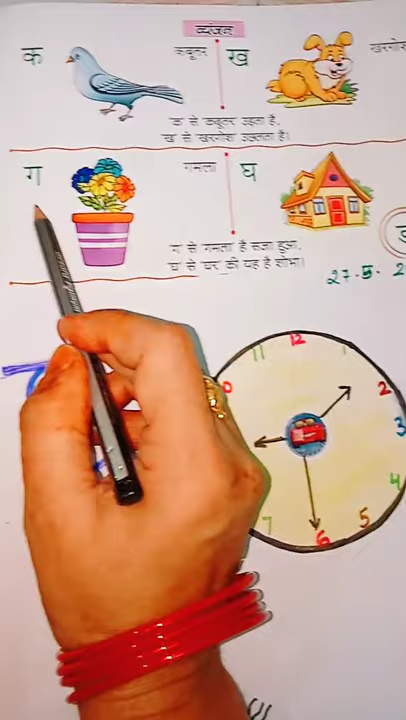 व्यंजन
क कबूतर ख खरगोश
'क' से 'कबूतर' उड़ता है,
'ख' से 'खरगोश' उछलता है।
ग गमला घ
'ग' से 'गमला' है सजा हुआ,
'घ' से 'घर' की यह है शोभा।
27.5.2
11 12 1
2
3
4
7 6 5